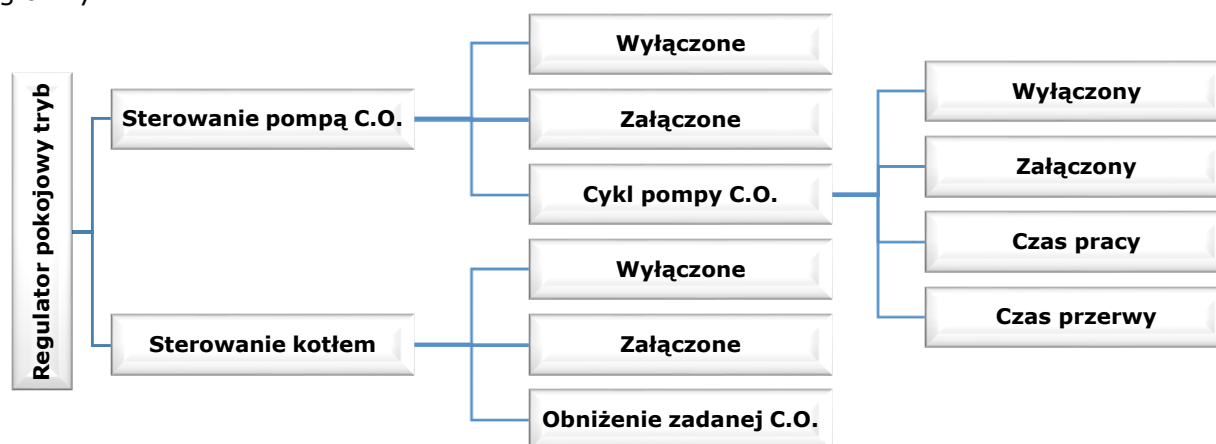 Regulator pokojowy tryb
Sterowanie pompą C.O.
Wyłączone
Załączone
Cykl pompy C.O.
Wyłączony
Załączony
Czas pracy
Czas przerwy
Sterowanie kotłem
Wyłączone
Załączone
Obniżenie zadanej C.O.